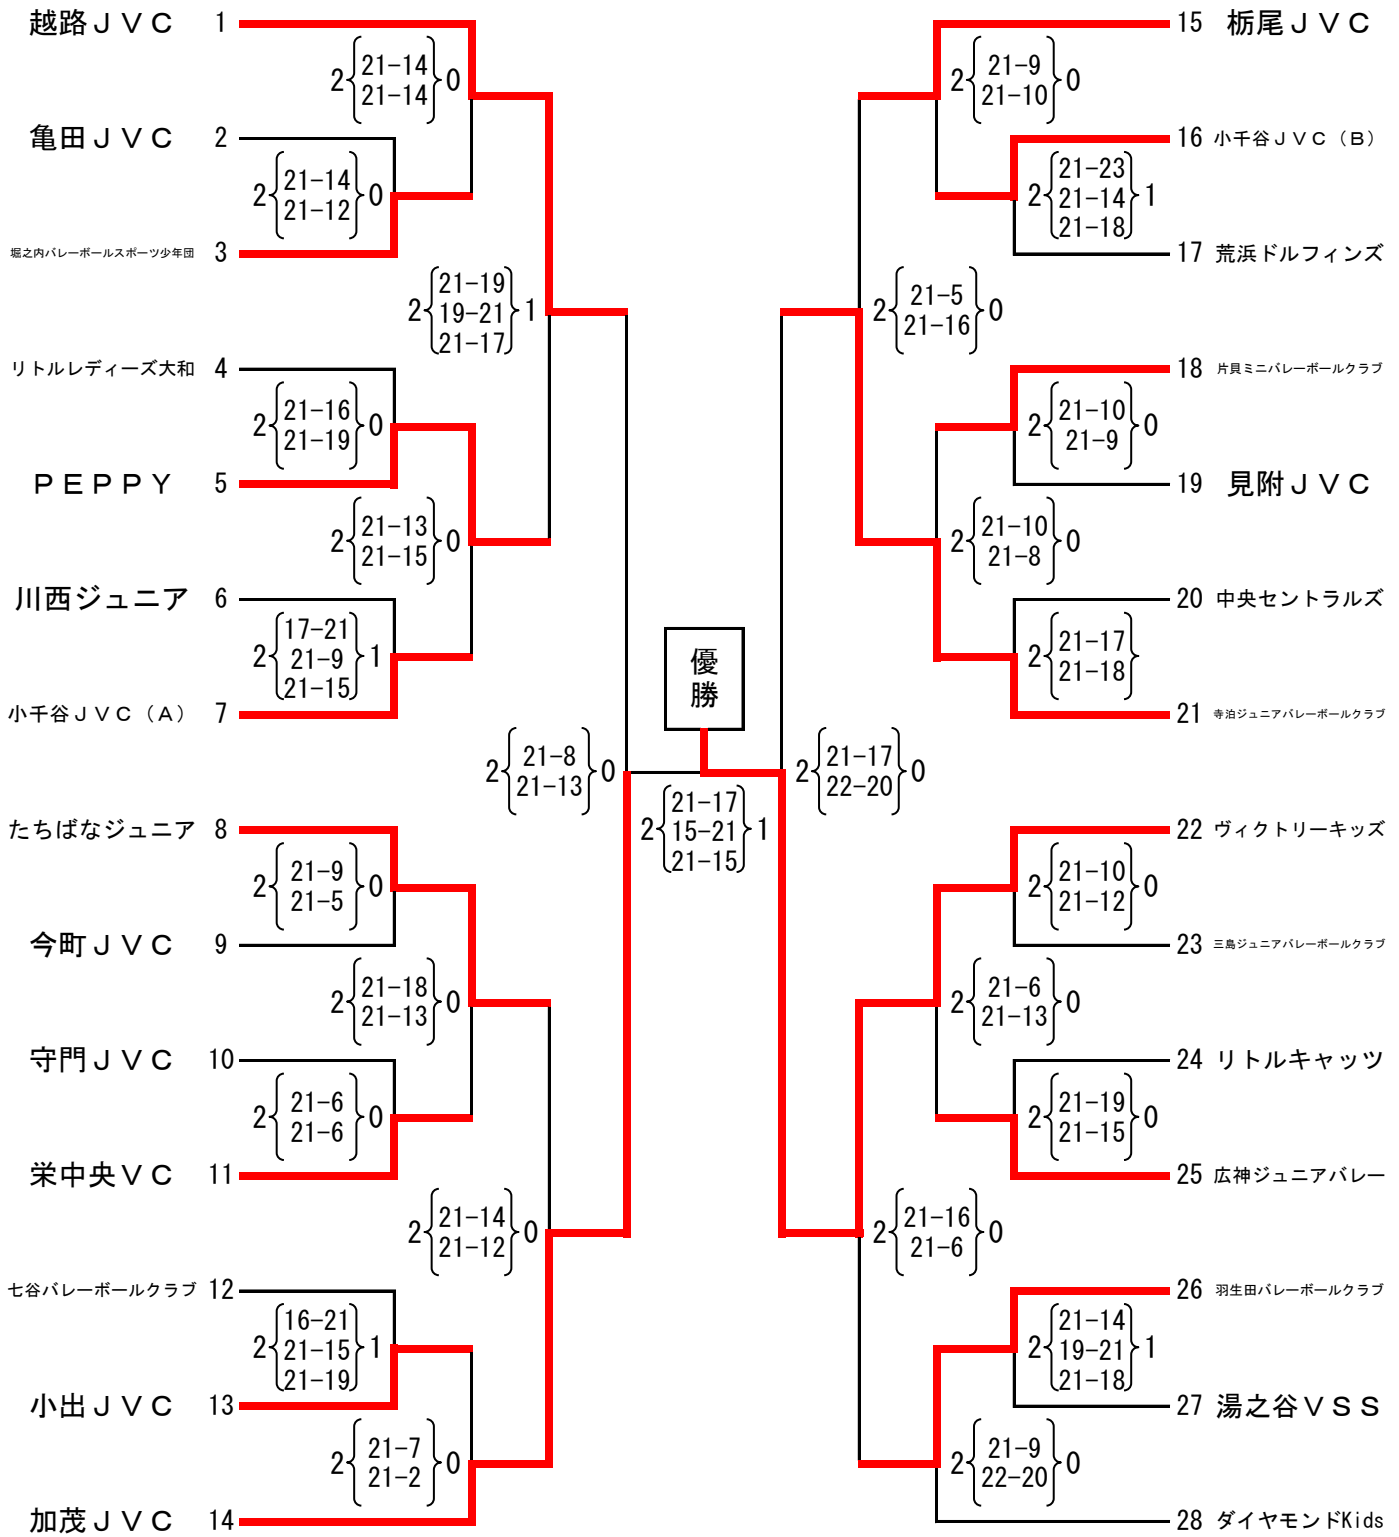 越路ＪＶＣ 1
2 21-14 0
21-14
亀田ＪＶＣ 2
2 21-14 0
21-12
堀之内バレーボールスポーツ少年団 3
2 21-19 1
19-21
21-17
リトルレディーズ大和 4
2 21-16 0
21-19
ＰＥＰＰＹ 5
2 21-13 0
21-15
川西ジュニア 6
2 17-21 1
21-9
21-15
小千谷ＪＶＣ（Ａ） 7
2 21-8 0
21-13
たちばなジュニア 8
2 21-9 0
21-5
今町ＪＶＣ 9
2 21-18 0
21-13
守門ＪＶＣ 10
2 21-6 0
21-6
栄中央ＶＣ 11
2 21-14 0
21-12
七谷バレーボールクラブ 12
2 16-21 1
21-15
21-19
小出ＪＶＣ 13
2 21-7 0
21-2
加茂ＪＶＣ 14
優
勝
2 21-17 1
15-21
21-15
15 栃尾ＪＶＣ
2 21-9 0
21-10
16 小千谷ＪＶＣ（Ｂ）
2 21-23 1
21-14
21-18
17 荒浜ドルフィンズ
2 21-5 0
21-16
18 片貝ミニバレーボールクラブ
2 21-10 0
21-9
19 見附ＪＶＣ
2 21-10 0
21-8
20 中央セントラルズ
2 21-17
21-18
21 寺泊ジュニアバレーボールクラブ
2 21-17 0
22-20
22 ヴィクトリーキッズ
2 21-10 0
21-12
23 三島ジュニアバレーボールクラブ
2 21-6 0
21-13
24 リトルキャッツ
2 21-19 0
21-15
25 広神ジュニアバレー
2 21-16 0
21-6
26 羽生田バレーボールクラブ
2 21-14 1
19-21
21-18
27 湯之谷ＶＳＳ
2 21-9 0
22-20
28 ダイヤモンドKids